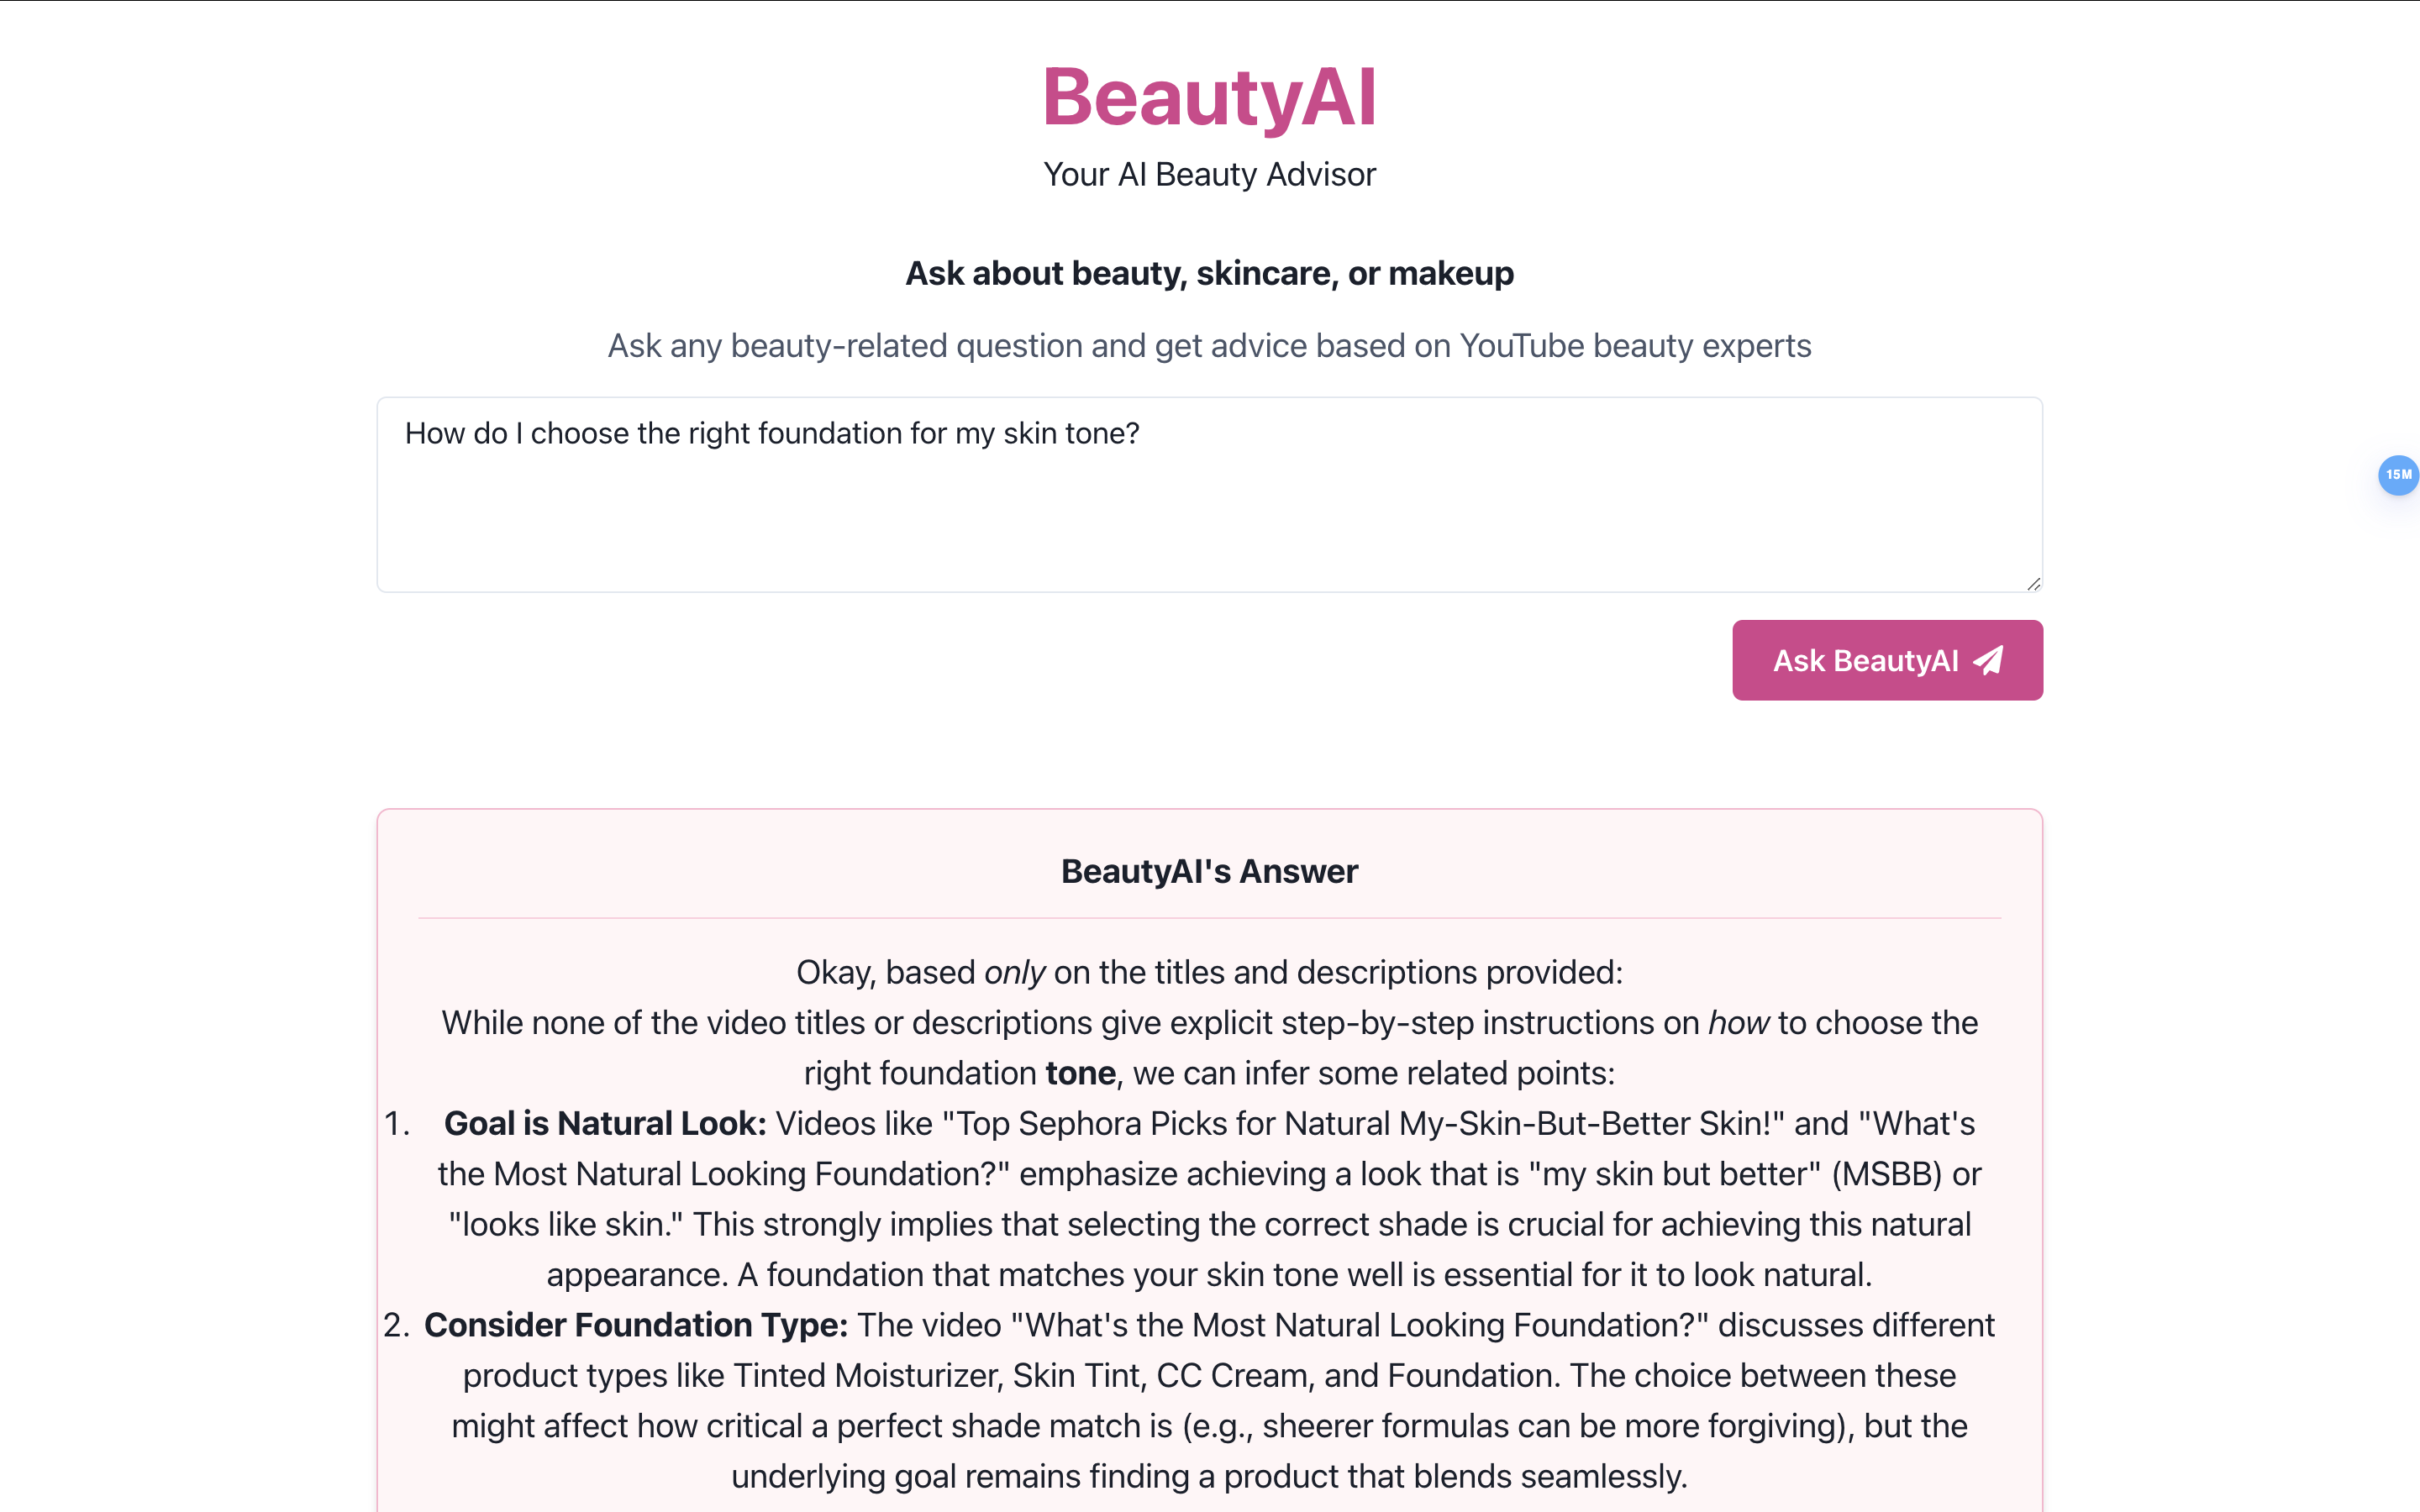 BeautyAI
Your AI Beauty Advisor
Ask about beauty, skincare, or makeup
Ask any beauty-related question and get advice based on YouTube beauty experts
How do I choose the right foundation for my skin tone?
15M
Ask BeautyAI
BeautyAI's Answer
Okay, based only on the titles and descriptions provided:
While none of the video titles or descriptions give explicit step-by-step instructions on how to choose the
right foundation tone, we can infer some related points:
1. Goal is Natural Look: Videos like "Top Sephora Picks for Natural My-Skin-But-Better Skin!" and "What's
the Most Natural Looking Foundation?" emphasize achieving a look that is "my skin but better" (MSBB) or
"looks like skin." This strongly implies that selecting the correct shade is crucial for achieving this natural
appearance. A foundation that matches your skin tone well is essential for it to look natural.
2. Consider Foundation Type: The video "What's the Most Natural Looking Foundation?" discusses different
product types like Tinted Moisturizer, Skin Tint, CC Cream, and Foundation. The choice between these
might affect how critical a perfect shade match is (e.g., sheerer formulas can be more forgiving), but the
underlying goal remains finding a product that blends seamlessly.